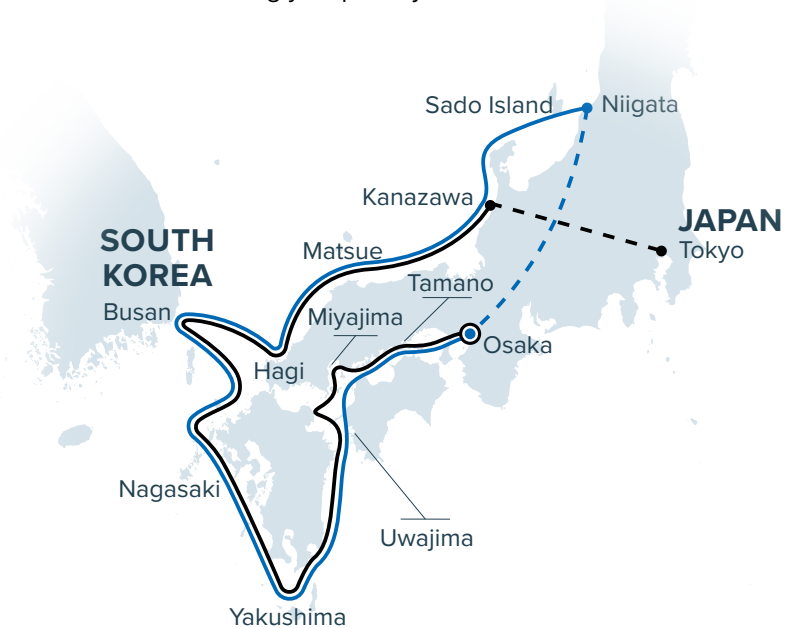 Sado Island
Niigata
Kanazawa
JAPAN
Tokyo
SOUTH
KOREA
Matsue
Tamano
Busan
Miyajima
Osaka
Hagi
Nagasaki
Uwajima
Yakushima